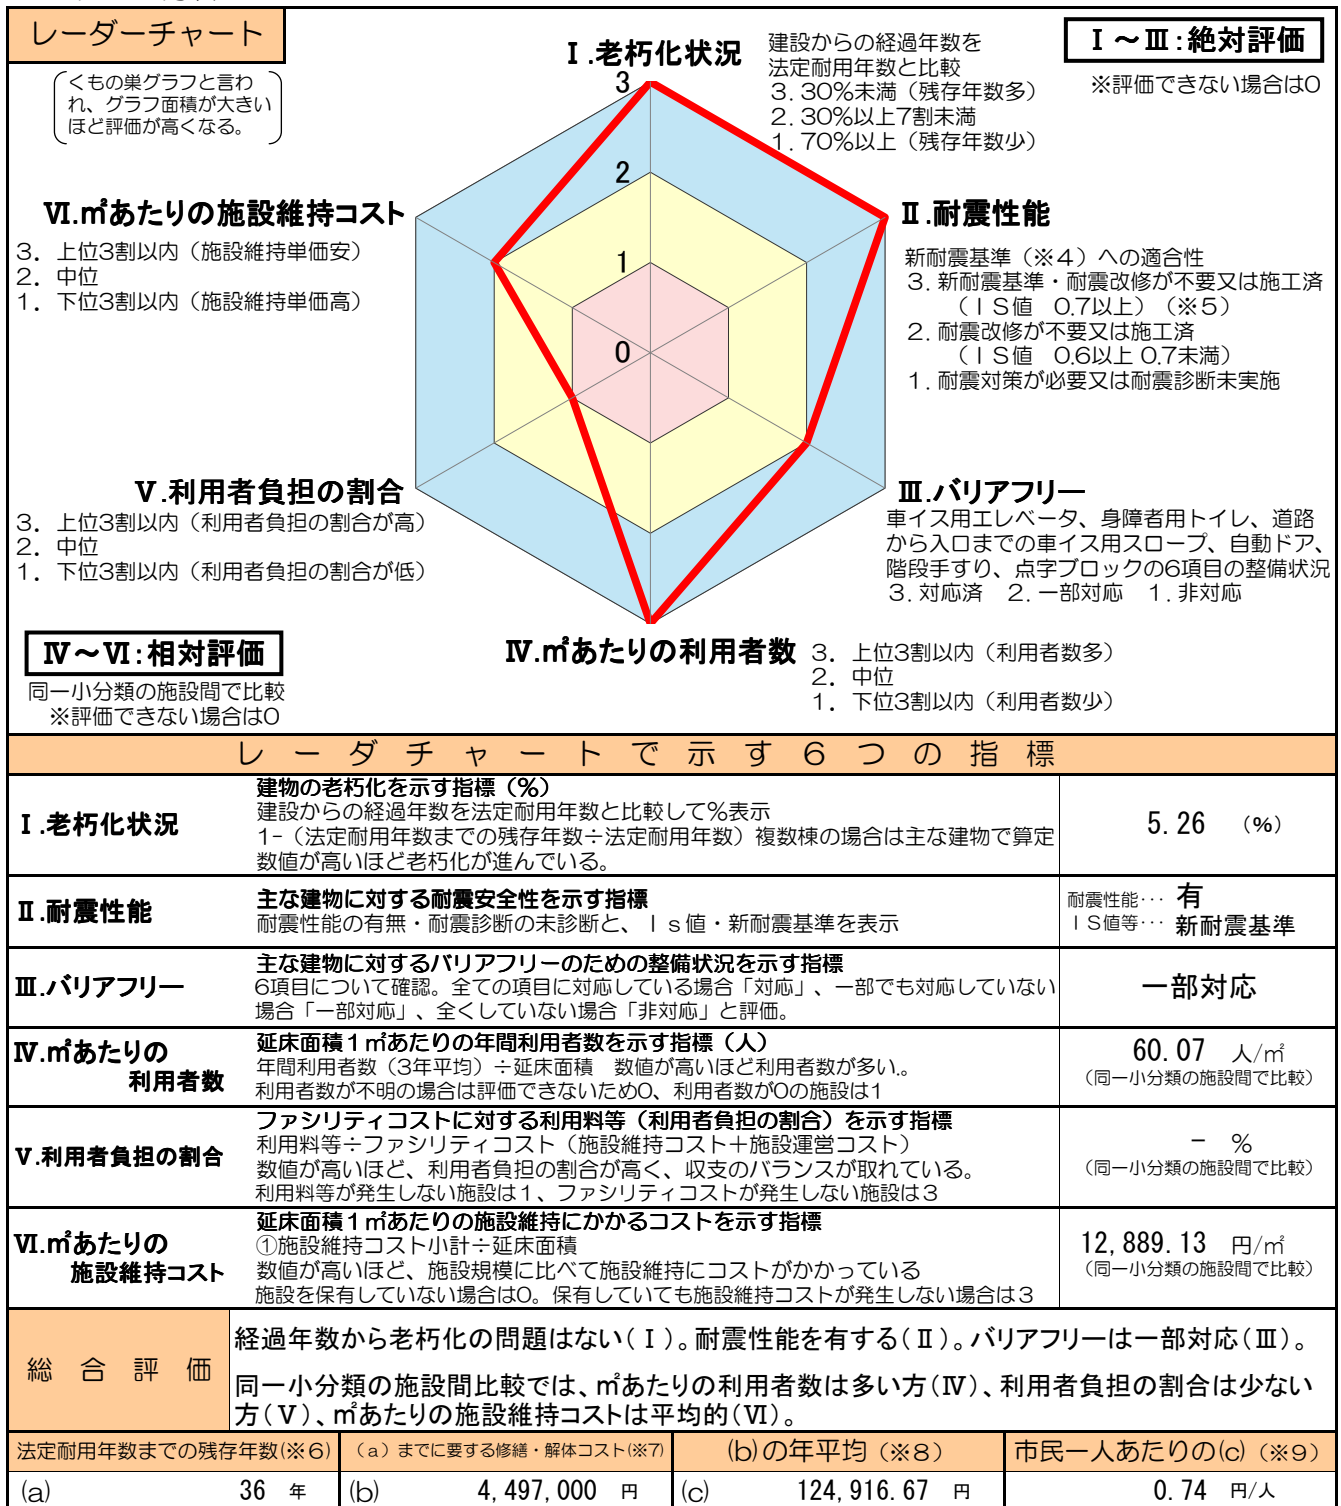 レーダーチャート
くもの巣グラフと言わ
れ、グラフ面積が大きい
ほど評価が高くなる。
Ⅰ.老朽化状況
建設からの経過年数を
法定耐用年数と比較
3. 30%未満（残存年数多）
2. 30%以上7割未満
1. 70%以上（残存年数少）
Ⅰ～Ⅲ：絶対評価
※評価できない場合は0
3
2
1
0
Ⅵ.㎡あたりの施設維持コスト
3. 上位3割以内（施設維持単価安）
2. 中位
1. 下位3割以内（施設維持単価高）
Ⅱ.耐震性能
新耐震基準（※4）への適合性
3. 新耐震基準・耐震改修が不要又は施工済
（ＩＳ値 0.7以上）（※5）
2. 耐震改修が不要又は施工済
（ＩＳ値 0.6以上 0.7未満）
1. 耐震対策が必要又は耐震診断未実施
Ⅴ.利用者負担の割合
3. 上位3割以内（利用者負担の割合が高）
2. 中位
1. 下位3割以内（利用者負担の割合が低）
Ⅲ.バリアフリー
車イス用エレベータ、身障者用トイレ、道路
から入口までの車イス用スロープ、自動ドア、
階段手すり、点字ブロックの6項目の整備状況
3. 対応済 2. 一部対応 1. 非対応
Ⅳ～Ⅵ：相対評価
同一小分類の施設間で比較
※評価できない場合は0
Ⅳ.㎡あたりの利用者数
3. 上位3割以内（利用者数多）
2. 中位
1. 下位3割以内（利用者数少）
レーダチャートで示す6つの指標
Ⅰ.老朽化状況
建物の老朽化を示す指標（%）
建設からの経過年数を法定耐用年数と比較して%表示
1-（法定耐用年数までの残存年数÷法定耐用年数）複数棟の場合は主な建物で算定
数値が高いほど老朽化が進んでいる。
5.26 （%）
Ⅱ.耐震性能
主な建物に対する耐震安全性を示す指標
耐震性能の有無・耐震診断の未診断と、Ｉｓ値・新耐震基準を表示
耐震性能… 有
ＩＳ値等… 新耐震基準
Ⅲ.バリアフリー
主な建物に対するバリアフリーのための整備状況を示す指標
6項目について確認。全ての項目に対応している場合「対応」、一部でも対応していない
場合「一部対応」、全くしていない場合「非対応」と評価。
一部対応
Ⅳ.㎡あたりの
利用者数
延床面積１㎡あたりの年間利用者数を示す指標（人）
年間利用者数（3年平均）÷延床面積 数値が高いほど利用者数が多い。
利用者数が不明の場合は評価できないため0、利用者数が0の施設は1
60.07 人/㎡
（同一小分類の施設間で比較）
Ⅴ.利用者負担の割合
ファシリティコストに対する利用料等（利用者負担の割合）を示す指標
利用料等÷ファシリティコスト（施設維持コスト＋施設運営コスト）
数値が高いほど、利用者負担の割合が高く、収支のバランスが取れている。
利用料等が発生しない施設は１、ファシリティコストが発生しない施設は３
－ %
（同一小分類の施設間で比較）
Ⅵ.㎡あたりの
施設維持コスト
延床面積１㎡あたりの施設維持にかかるコストを示す指標
①施設維持コスト小計÷延床面積
数値が高いほど、施設規模に比べて施設維持にコストがかかっている
施設を保有していない場合は0。保有していても施設維持コストが発生しない場合は３
12,889.13 円/㎡
（同一小分類の施設間で比較）
総合評価
経過年数から老朽化の問題はない(Ⅰ)。耐震性能を有する(Ⅱ)。バリアフリーは一部対応(Ⅲ)。
同一小分類の施設間比較では、㎡あたりの利用者数は多い方(Ⅳ)、利用者負担の割合は少ない
方(Ⅴ)、㎡あたりの施設維持コストは平均的(Ⅵ)。
法定耐用年数までの残存年数(※6)
（a）までに要する修繕・解体コスト(※7)
(b)の年平均（※8）
市民一人あたりの(c)（※9）
(a) 36 年
(b) 4,497,000 円
(c) 124,916.67 円
0.74 円/人